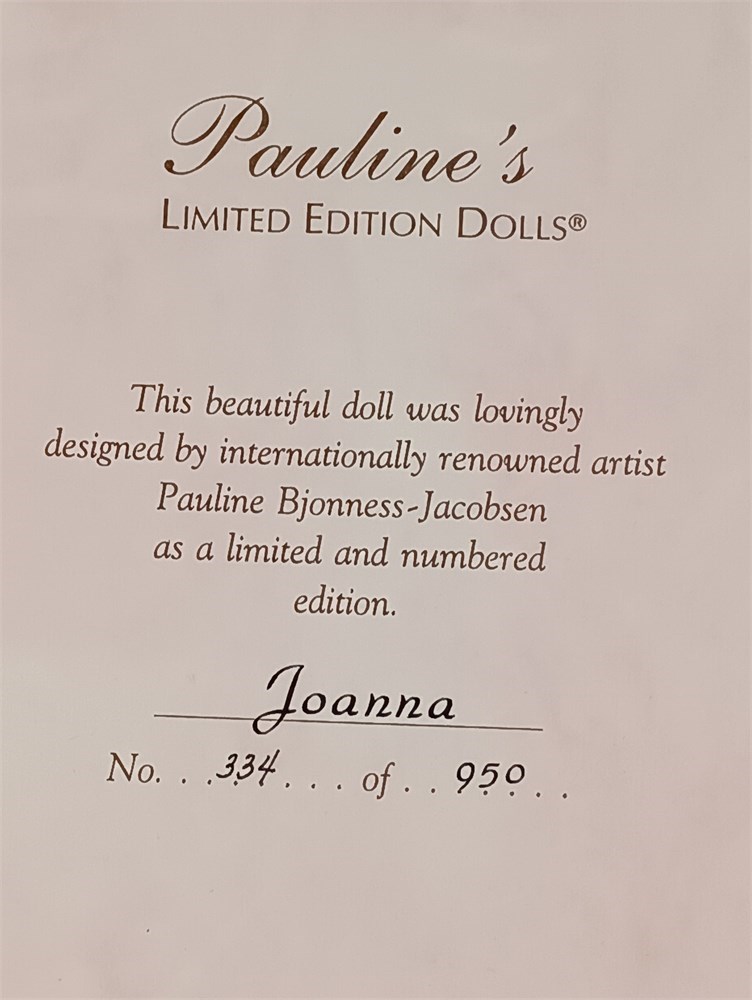 Pauline's
LIMITED EDITION DOLLS®
This beautiful doll was lovingly
designed by internationally renowned artist
Pauline Bjonness-Jacobsen
as a limited and numbered
edition.
Joanna
No. . . .334. . . . of . . 950 . .